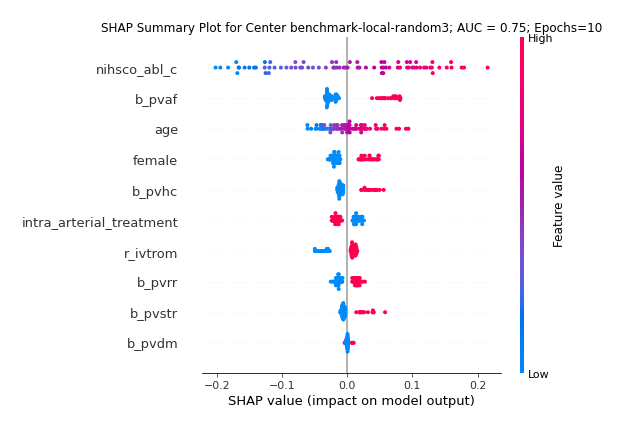 SHAP Summary Plot for Center benchmark-local-random3; AUC = 0.75; Epochs=10
High
nihsco_abl_c
b_pvaf
age
female
b_pvhc
intra_arterial_treatment
r_ivtrom
b_pvrr
b_pvstr
b_pvdm
Feature value
Low
−0.2 −0.1 0.0 0.1 0.2
SHAP value (impact on model output)